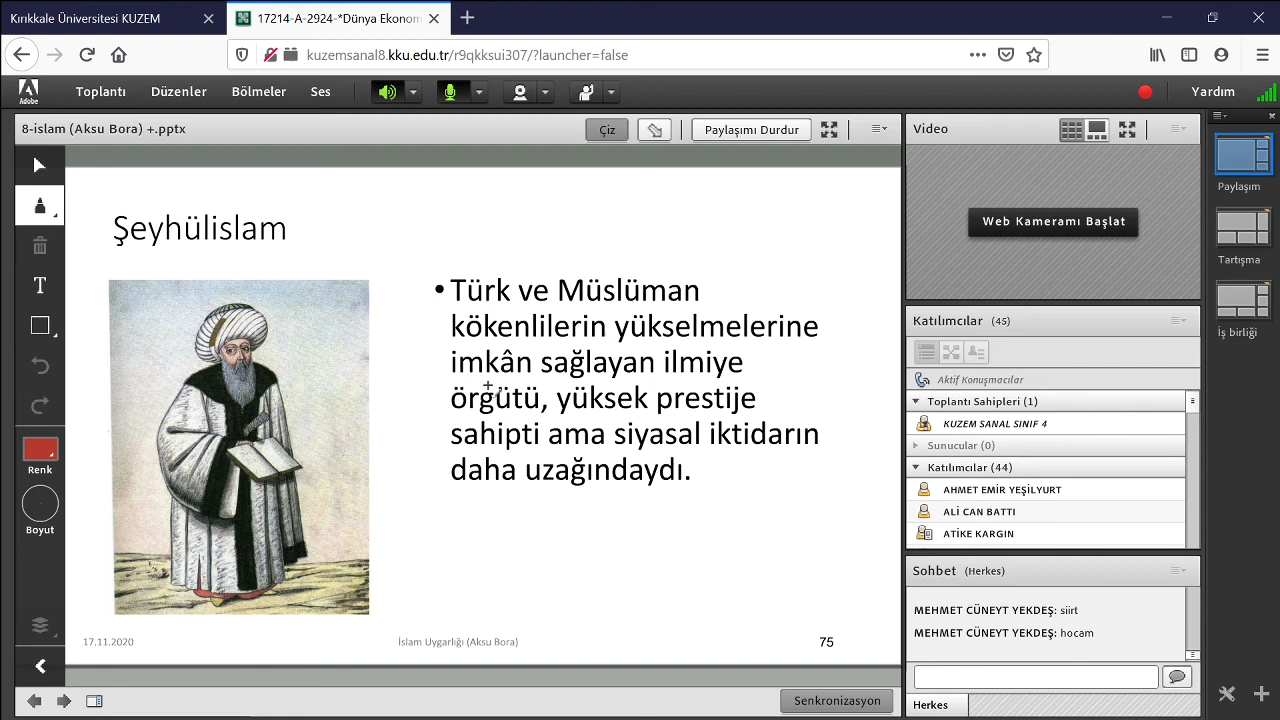 Kırıkkale Üniversitesi KUZEM
17214-A-2924-*Dünya Ekonom
kuzemsanal8.kku.edu.tr/r9qkksui307/?launcher=false
Adobe
Toplantı
Düzenler
Bölmeler
Ses
Yardım
8-islam (Aksu Bora) +.pptx
Çiz
Paylaşımı Durdur
Renk
Boyut
Şeyhülislam
• Türk ve Müslüman
kökenlilerin yükselmelerine
imkân sağlayan ilmiye
örgütü, yüksek prestije
sahipti ama siyasal iktidarın
daha uzağındaydı.
17.11.2020
İslam Uygarlığı (Aksu Bora)
75
Senkronizasyon
Video
Web Kameramı Başlat
Katılımcılar (45)
Aktif Konuşmacılar
Toplantı Sahipleri (1)
KUZEM SANAL SINIF 4
Sunucular (0)
Katılımcılar (44)
AHMET EMİR YEŞİLYURT
ALİ CAN BATTI
ATİKE KARGIN
Sohbet (Herkes)
MEHMET CÜNEYT YEKDEŞ: siirt
MEHMET CÜNEYT YEKDEŞ: hocam
Herkes
Paylaşım
Tartışma
İş birliği